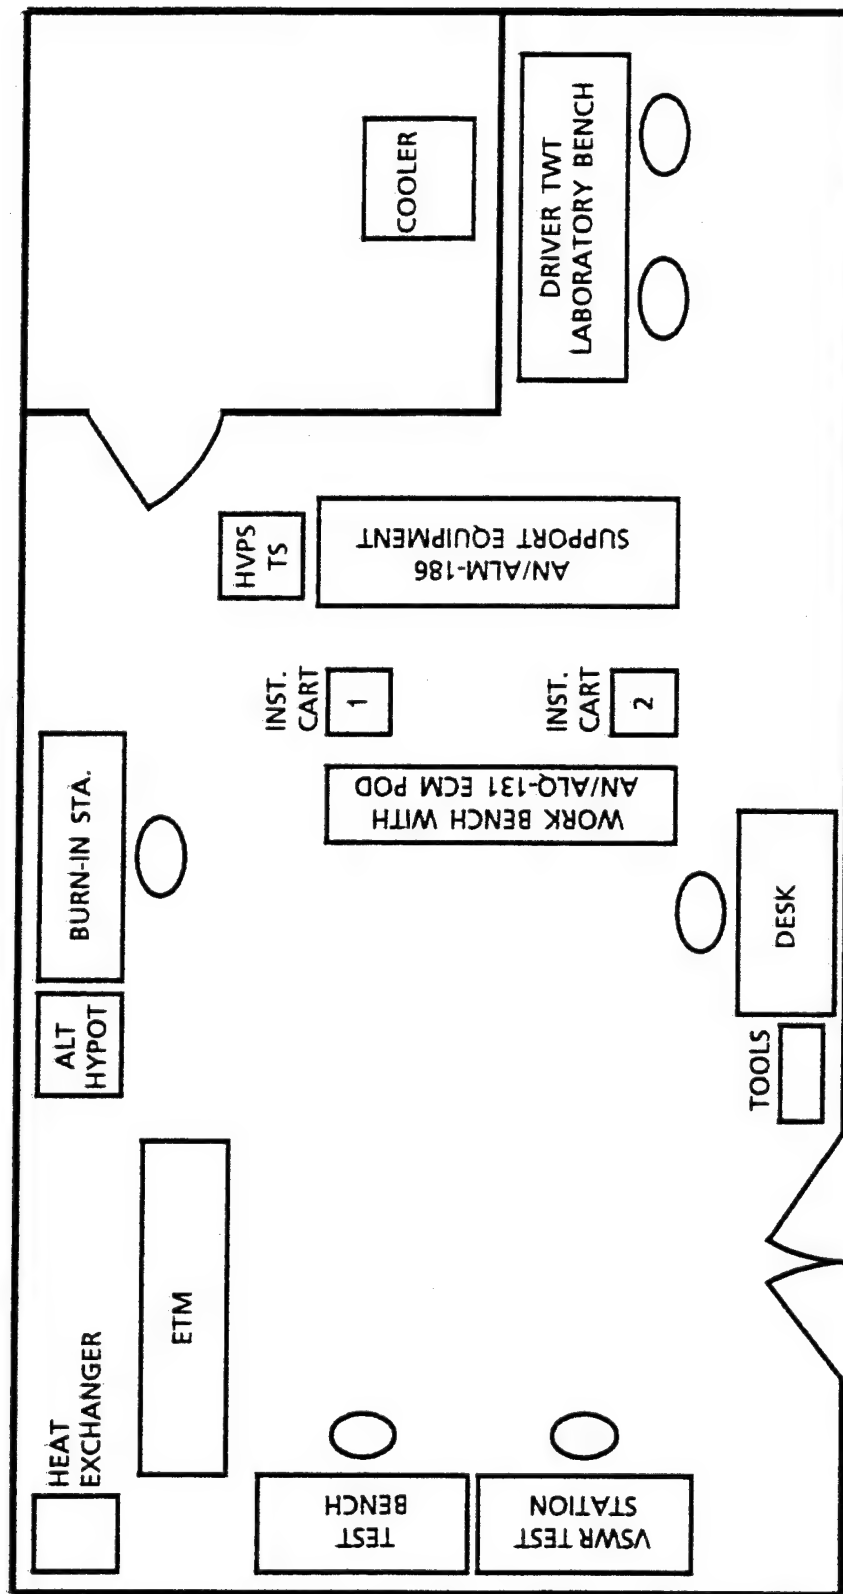 HEAT
EXCHANGER
ETM
ALT
HYPOT
BURN-IN STA.
TEST
BENCH
VSWR TEST
STATION
WORK BENCH WITH
AN/ALQ-131 ECM POD
INST.
CART
1
INST.
CART
2
HVPS
TS
AN/ALM-186
SUPPORT EQUIPMENT
COOLER
DRIVER TWT
LABORATORY BENCH
TOOLS
DESK